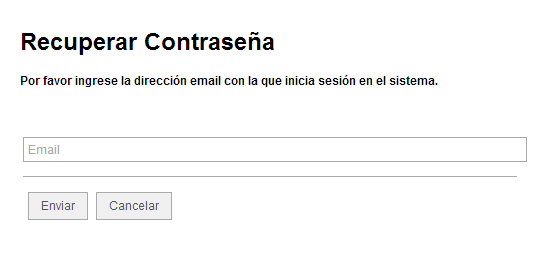 Recuperar Contraseña
Por favor ingrese la dirección email con la que inicia sesión en el sistema.
Email
Enviar Cancelar